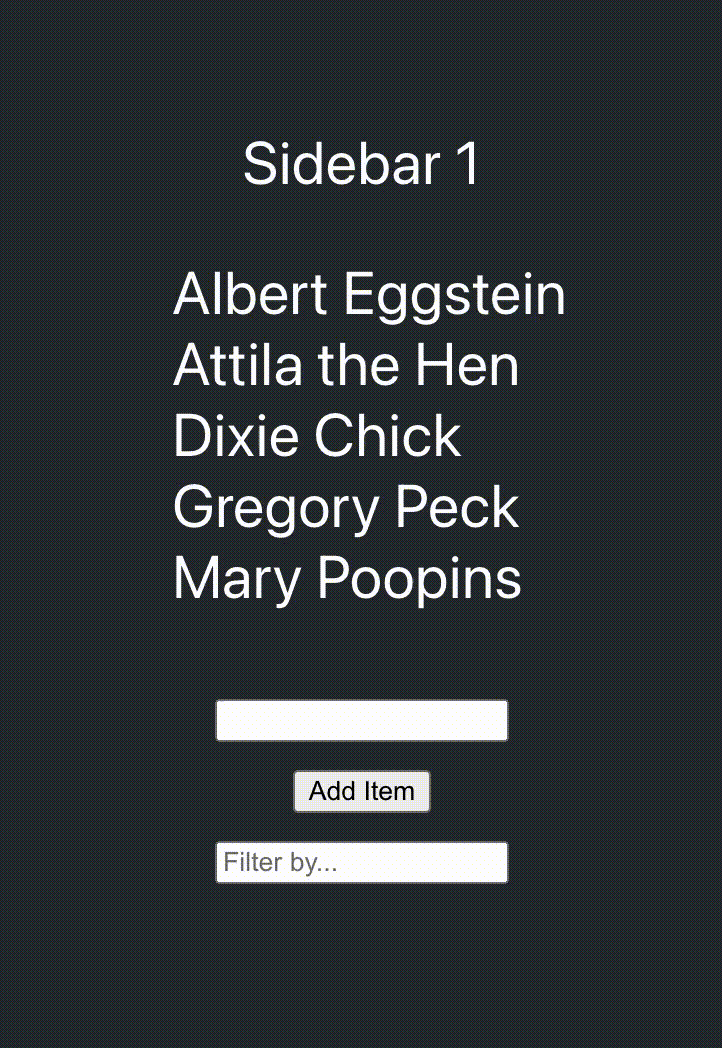 Sidebar 1
Albert Eggstein
Attila the Hen
Dixie Chick
Gregory Peck
Mary Poopins
Add Item
Filter by...